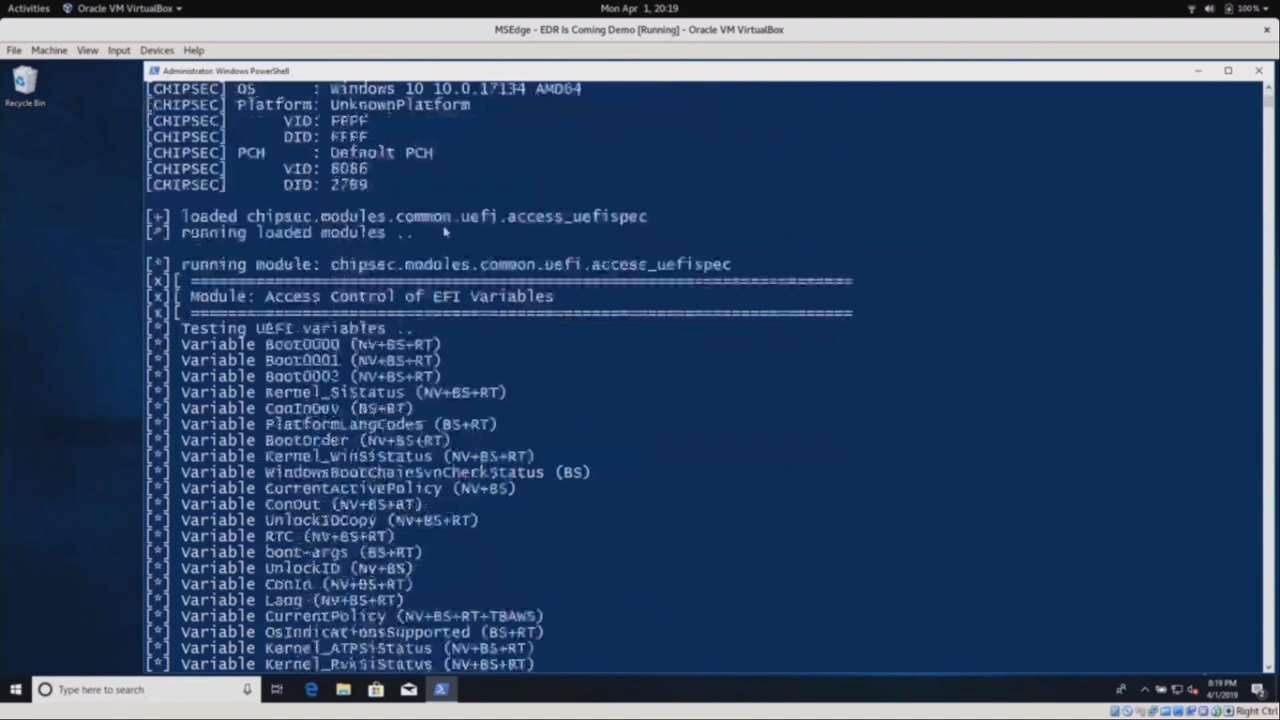 Activities Oracle VM VirtualBox Mon Apr 1, 20:19 100%
MSEdge - EDR Is Coming Demo [Running] - Oracle VM VirtualBox
File Machine View Input Devices Help
Recycle Bin
Administrator: Windows PowerShell
[CHIPSEC] OS : Windows 10 10.0.17134 AMD64
[CHIPSEC] Platform: UnknownPlatform
[CHIPSEC] VID: FFFF
[CHIPSEC] DID: FFFF
[CHIPSEC] PCH : Default PCH
[CHIPSEC] VID: 8086
[CHIPSEC] DID:
[+] loaded chipsec.modules.common.uefi.access_uefispec
[*] running loaded modules ..
[*] running module: chipsec.modules.common.uefi.access_uefispec
[x][ =======================================================================
[x][ Module: Access Control of EFI Variables
[x][ =======================================================================
[*] Testing UEFI variables ..
[*] Variable Boot0000 (NV+BS+RT)
[*] Variable Boot0001 (NV+BS+RT)
[*] Variable (NV+BS+RT)
[*] Variable Kernel_SiStatus (NV+BS+RT)
[*] Variable ConInDev (BS+RT)
[*] Variable PlatformLangCodes (BS+RT)
[*] Variable BootOrder (NV+BS+RT)
[*] Variable Kernel_WinSiStatus (NV+BS+RT)
[*] Variable WindowsBootChainSvnCheckStatus (BS)
[*] Variable CurrentActivePolicy (NV+BS)
[*] Variable ConOut (NV+BS+RT)
[*] Variable UnlockIDCopy (NV+BS+RT)
[*] Variable RTC (NV+BS+RT)
[*] Variable boot-args (BS+RT)
[*] Variable UnlockID (NV+BS)
[*] Variable ConIn (NV+BS+RT)
[*] Variable Lang (NV+BS+RT)
[*] Variable CurrentPolicy (NV+BS+RT+TBAWS)
[*] Variable OsIndicationsSupported (BS+RT)
[*] Variable Kernel_ATPSiStatus (NV+BS+RT)
[*] Variable Kernel_RvkSiStatus (NV+BS+RT)
Type here to search
8:19 PM
4/1/2019
Right Ctrl